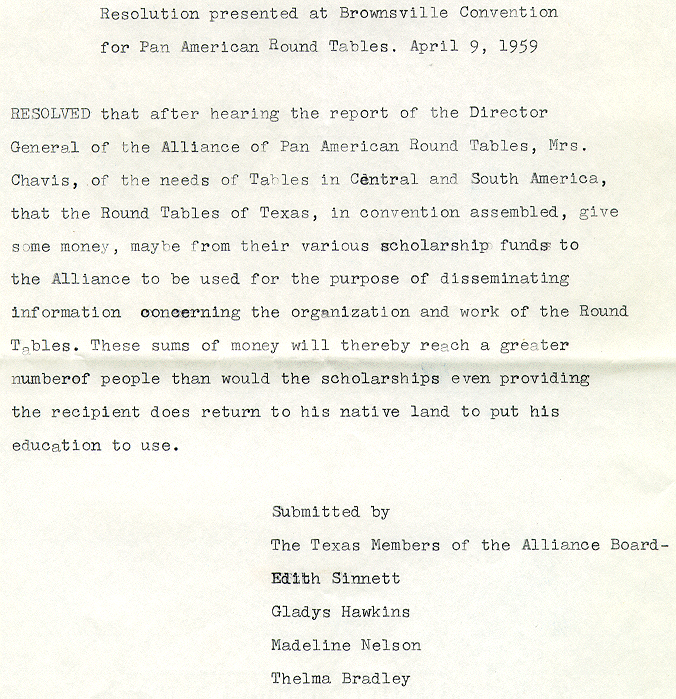 Resolution presented at Brownsville Convention
for Pan American Round Tables. April 9, 1959
RESOLVED that after hearing the report of the Director
General of the Alliance of Pan American Round Tables, Mrs.
Chavis, of the needs of Tables in Central and South America,
that the Round Tables of Texas, in convention assembled, give
some money, maybe from their various scholarship funds to
the Alliance to be used for the purpose of disseminating
information concerning the organization and work of the Round
Tables. These sums of money will thereby reach a greater
numberof people than would the scholarships even providing
the recipient does return to his native land to put his
education to use.
Submitted by
The Texas Members of the Alliance Board-
Edith Sinnett
Gladys Hawkins
Madeline Nelson
Thelma Bradley